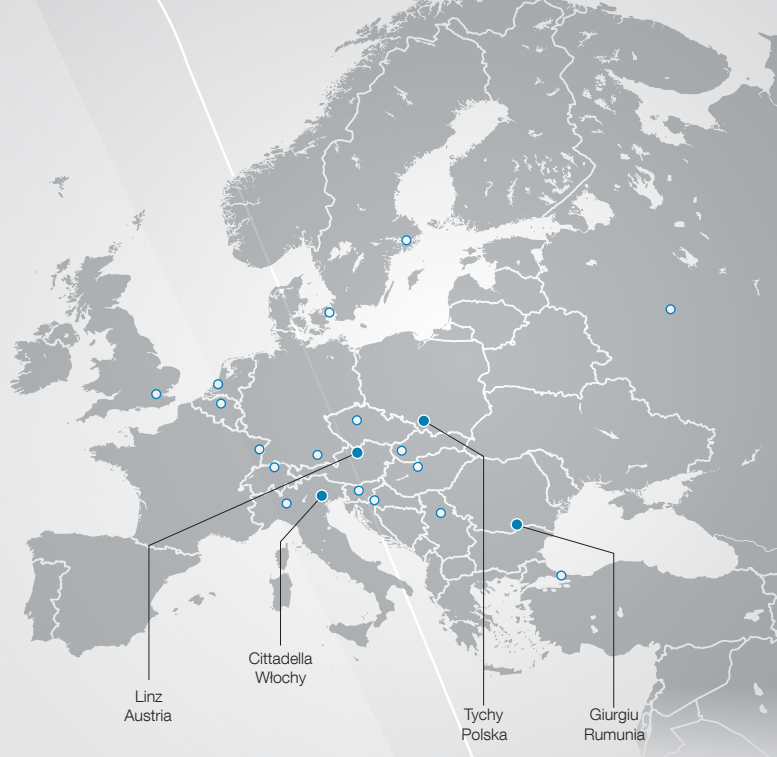 Cittadella
Włochy
Linz
Austria
Tychy
Polska
Giurgiu
Rumunia